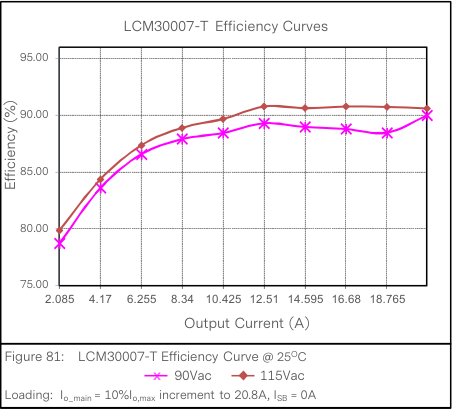 LCM30007-T Efficiency Curves
95.00
90.00
85.00
80.00
75.00
Efficiency (%)
2.085 4.17 6.255 8.34 10.425 12.51 14.595 16.68 18.765
Output Current (A)
Figure 81: LCM30007-T Efficiency Curve @ 25°C
90Vac 115Vac
Loading: Io_main = 10%Io,max increment to 20.8A, ISB = 0A